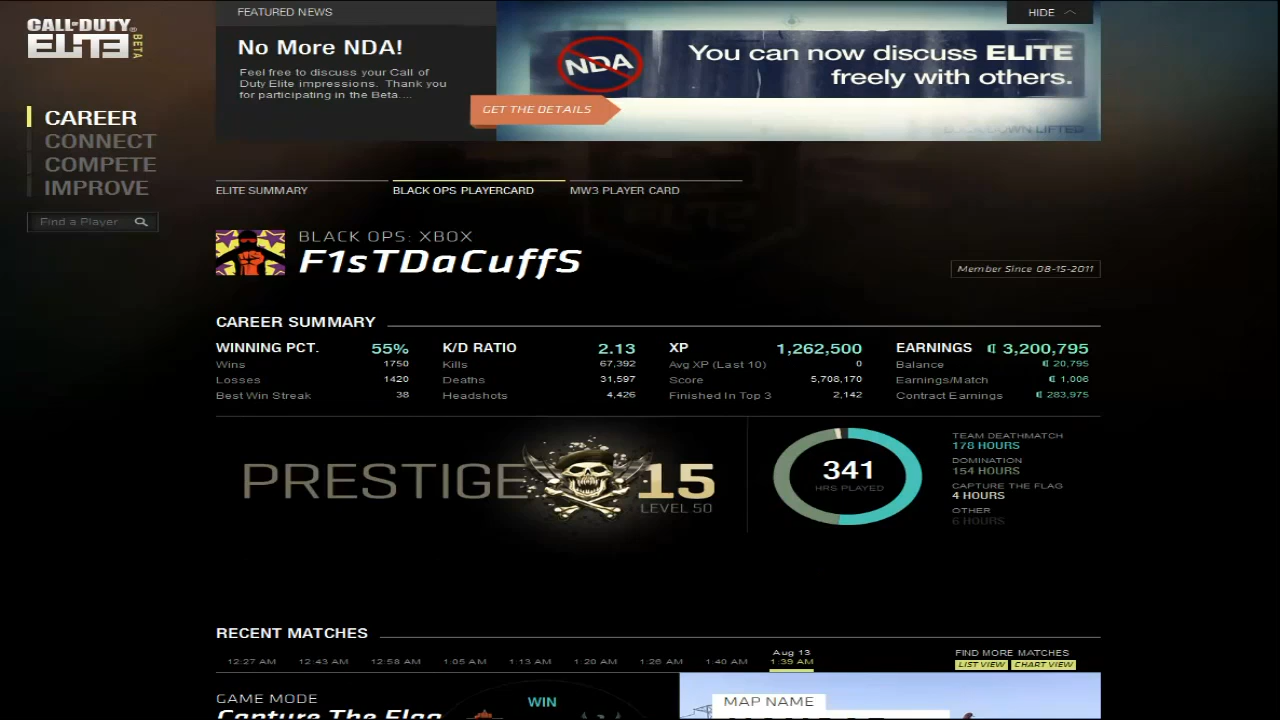 CALL OF DUTY®
ELITE BETA
FEATURED NEWS
HIDE
No More NDA!
Feel free to discuss your Call of
Duty Elite impressions. Thank you
for participating in the Beta....
NDA
You can now discuss ELITE
freely with others.
GET THE DETAILS
CAREER
CONNECT
COMPETE
IMPROVE
Find a Player
ELITE SUMMARY
BLACK OPS PLAYERCARD
MW3 PLAYER CARD
BLACK OPS: XBOX
F1sTDaCuffS
Member Since 08-15-2011
CAREER SUMMARY
WINNING PCT. 55%
Wins 1750
Losses 1420
Best Win Streak 38
K/D RATIO 2.13
Kills 67,392
Deaths 31,597
Headshots 4,426
XP 1,262,500
Avg XP (Last 10) 0
Score 5,708,170
Finished In Top 3 2,142
EARNINGS 3,200,795
Balance 20,795
Earnings/Match 1,006
Contract Earnings 283,975
PRESTIGE 15
LEVEL 50
341
HRS PLAYED
TEAM DEATHMATCH
178 HOURS
DOMINATION
154 HOURS
CAPTURE THE FLAG
4 HOURS
OTHER
6 HOURS
RECENT MATCHES
12:27 AM 12:43 AM 12:58 AM 1:05 AM 1:13 AM 1:20 AM 1:26 AM 1:40 AM
Aug 13
1:39 AM
FIND MORE MATCHES
LIST VIEW CHART VIEW
GAME MODE
Capture The Flag
WIN
MAP NAME